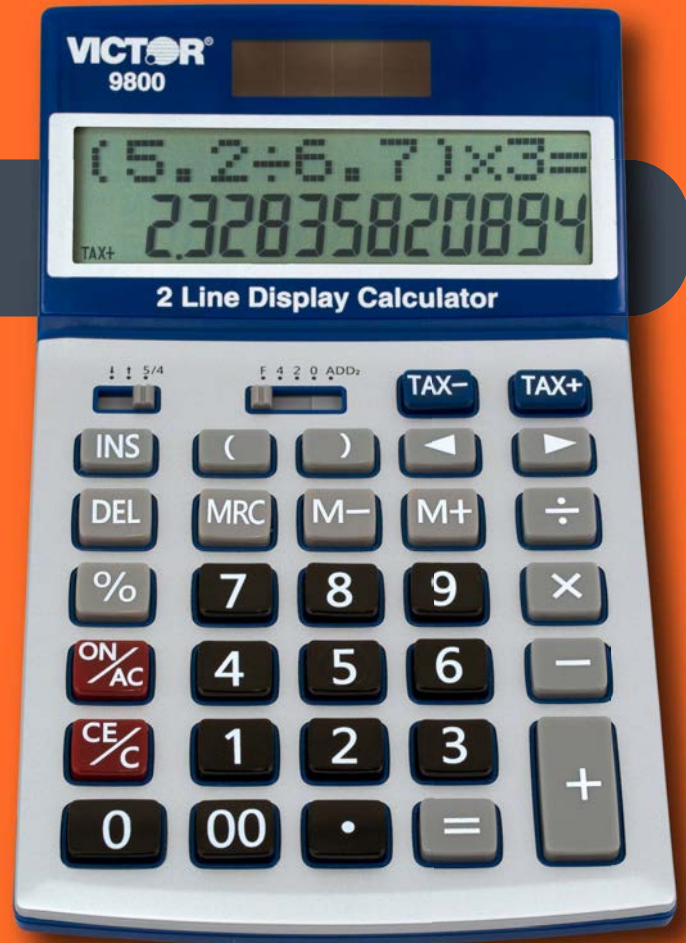 VICTOR®
9800
(5.2÷6.7)x3=
TAX+ 2.32835820894
2 Line Display Calculator
↓ ↑ 5/4
F 4 2 0 ADD₂
TAX− TAX+
INS ( ) ◀ ▶
DEL MRC M− M+ ÷
% 7 8 9 ×
ON/AC 4 5 6 −
CE/C 1 2 3 +
0 00 • =